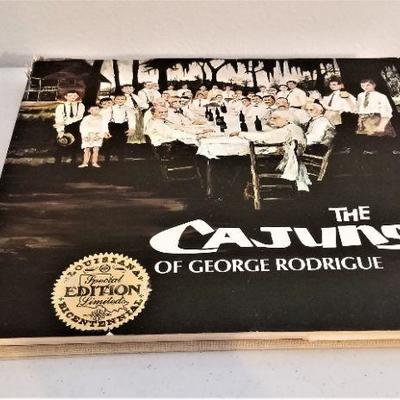 THE
CAJUNS
OF GEORGE RODRIGUE
LOUISIANA
Special
EDITION
Limited
BICENTENNIAL